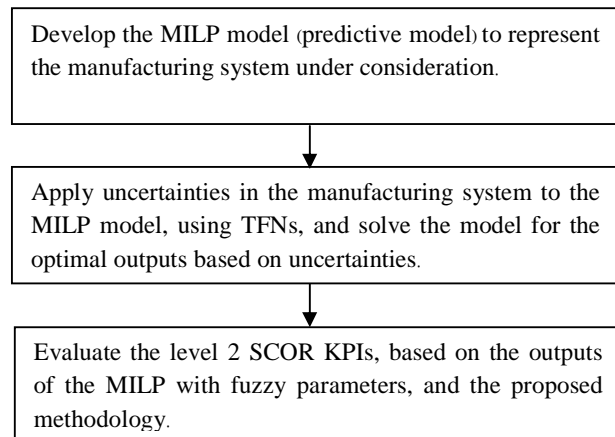 Develop the MILP model (predictive model) to represent
the manufacturing system under consideration.
Apply uncertainties in the manufacturing system to the
MILP model, using TFNs, and solve the model for the
optimal outputs based on uncertainties.
Evaluate the level 2 SCOR KPIs, based on the outputs
of the MILP with fuzzy parameters, and the proposed
methodology.